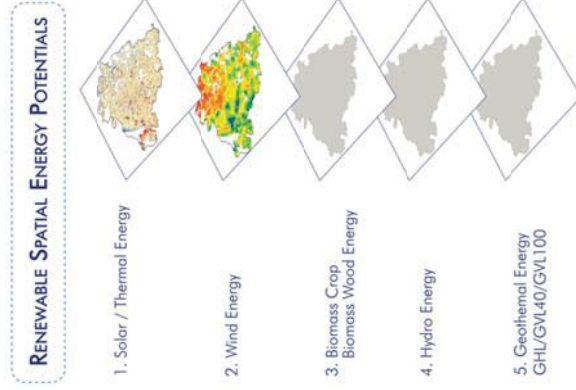 RENEWABLE SPATIAL ENERGY POTENTIALS
1. Solar / Thermal Energy
2. Wind Energy
3. Biomass Crop
Biomass Wood Energy
4. Hydro Energy
5. Geothemal Energy
GHL/GVL40/GVL100